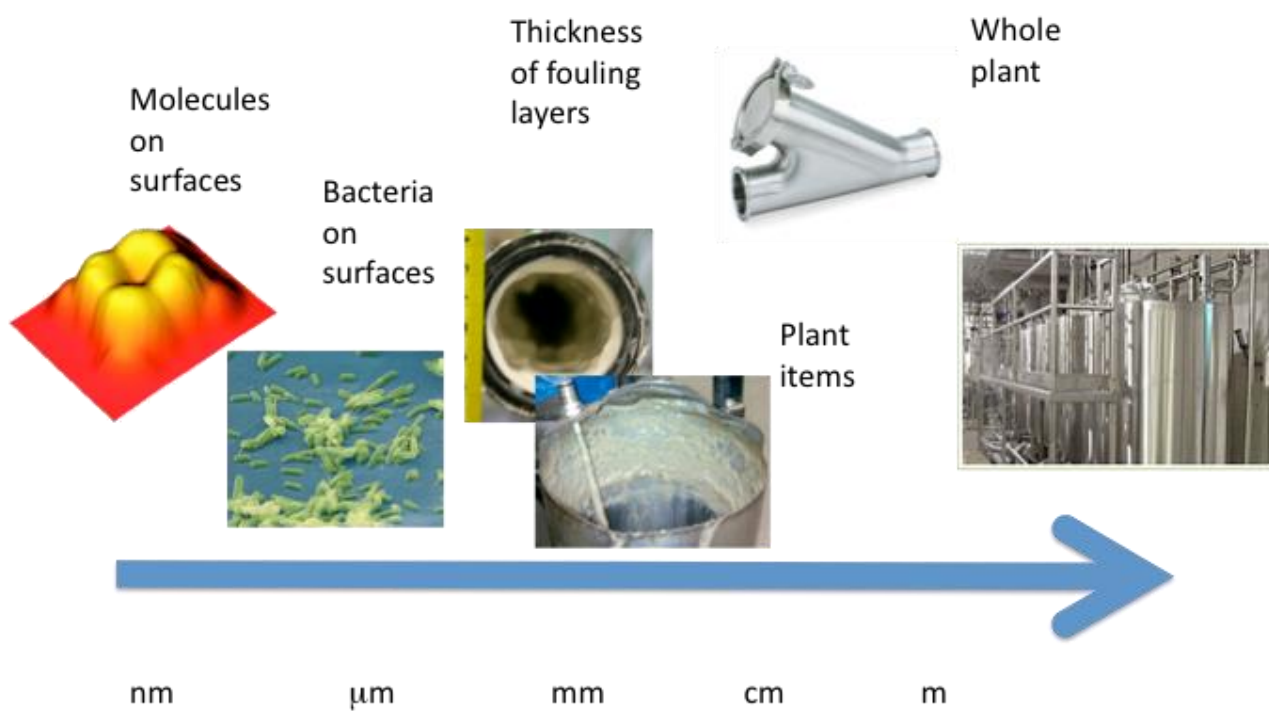 Molecules
on
surfaces
Bacteria
on
surfaces
Thickness
of fouling
layers
Plant
items
Whole
plant
nm
μm
mm
cm
m